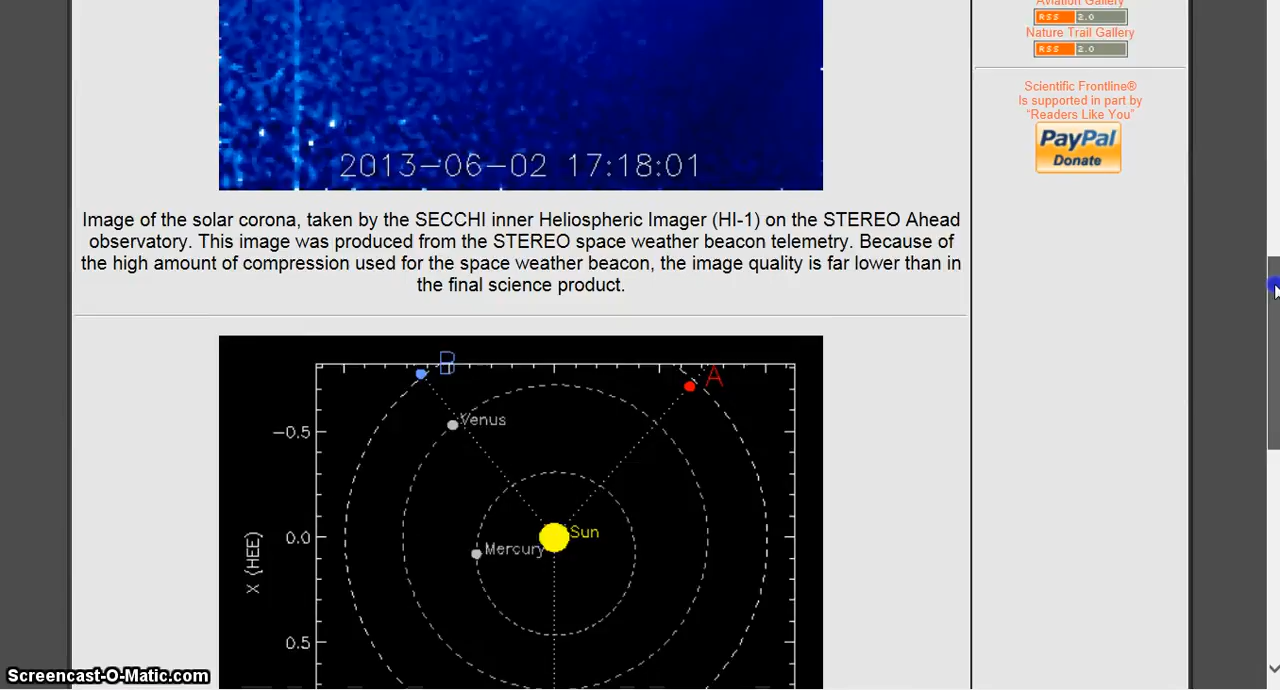 Aviation Gallery
RSS 2.0
Nature Trail Gallery
RSS 2.0
Scientific Frontline®
Is supported in part by
“Readers Like You”
PayPal
Donate
2013-06-02 17:18:01
Image of the solar corona, taken by the SECCHI inner Heliospheric Imager (HI-1) on the STEREO Ahead
observatory. This image was produced from the STEREO space weather beacon telemetry. Because of
the high amount of compression used for the space weather beacon, the image quality is far lower than in
the final science product.
B
A
Venus
-0.5
Sun
0.0
Mercury
X (HEE)
0.5
Screencast-O-Matic.com